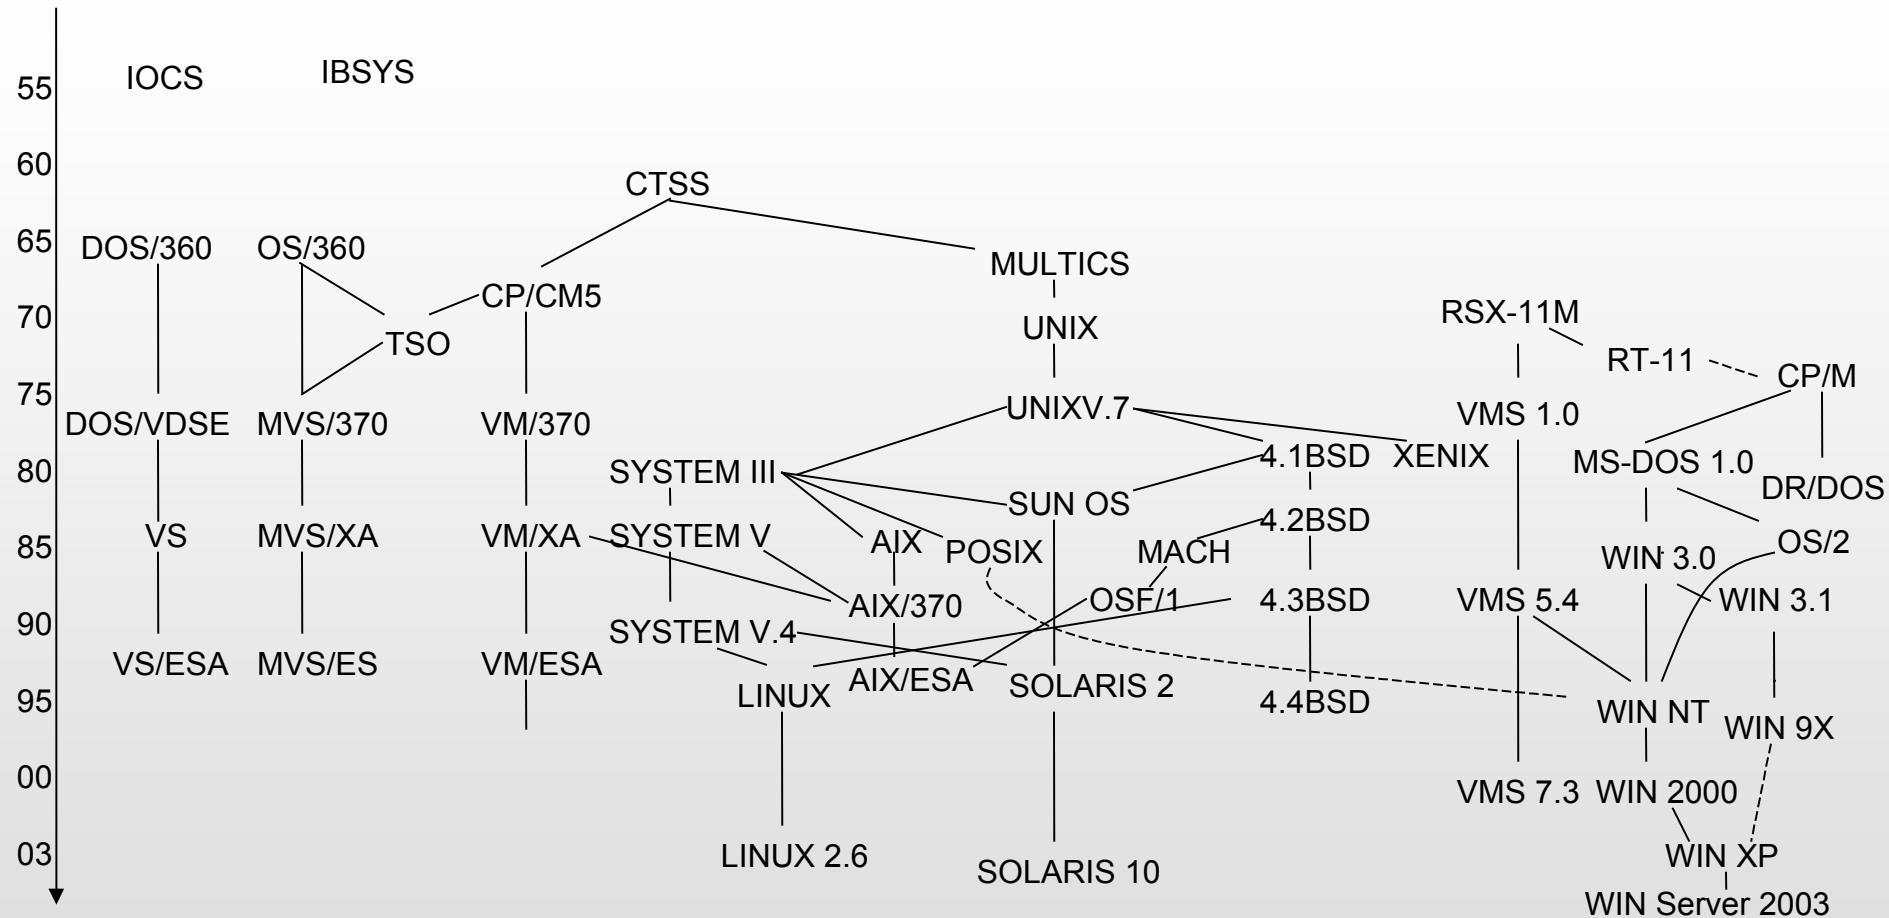 55
IOCS
IBSYS
60
CTSS
65
DOS/360
OS/360
MULTICS
CP/CM5
70
RSX-11M
UNIX
TSO
RT-11
CP/M
75
UNIXV.7
VMS 1.0
DOS/VDSE
MVS/370
VM/370
4.1BSD
XENIX
MS-DOS 1.0
80
SYSTEM III
DR/DOS
SUN OS
4.2BSD
VS
MVS/XA
VM/XA
SYSTEM V
AIX
OS/2
85
POSIX
MACH
WIN 3.0
AIX/370
OSF/1
4.3BSD
VMS 5.4
WIN 3.1
90
SYSTEM V.4
VS/ESA
MVS/ES
VM/ESA
AIX/ESA
SOLARIS 2
LINUX
95
4.4BSD
WIN NT
WIN 9X
00
VMS 7.3
WIN 2000
03
LINUX 2.6
WIN XP
SOLARIS 10
WIN Server 2003